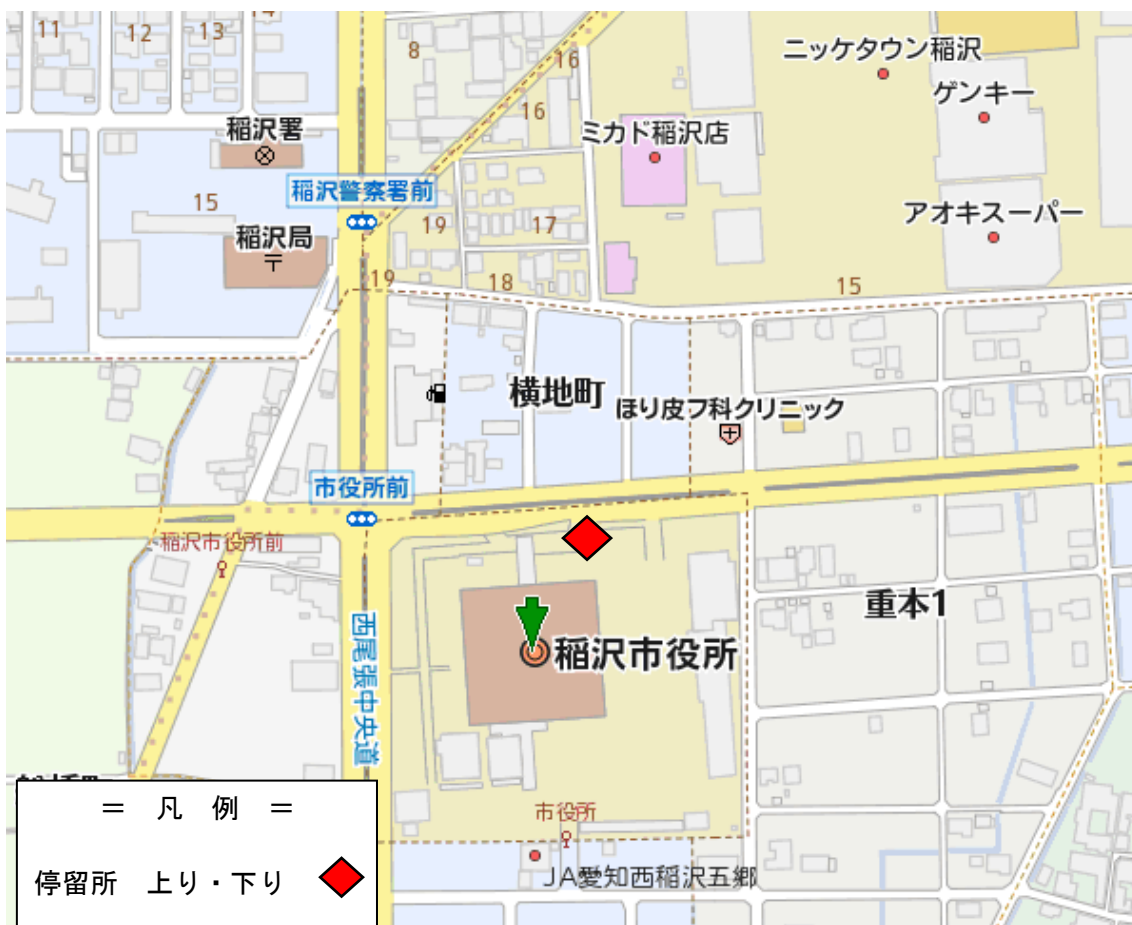 11
12
13
14
8
16
16
ニッケタウン稲沢
ゲンキー
稲沢署
ミカド稲沢店
稲沢警察署前
15
19
17
アオキスーパー
稲沢局
〒
19
18
15
横地町
ほり皮フ科クリニック
市役所前
稲沢市役所前
重本1
西尾張中央道
稲沢市役所
市役所
JA愛知西稲沢五郷
= 凡 例 =
停留所 上り・下り